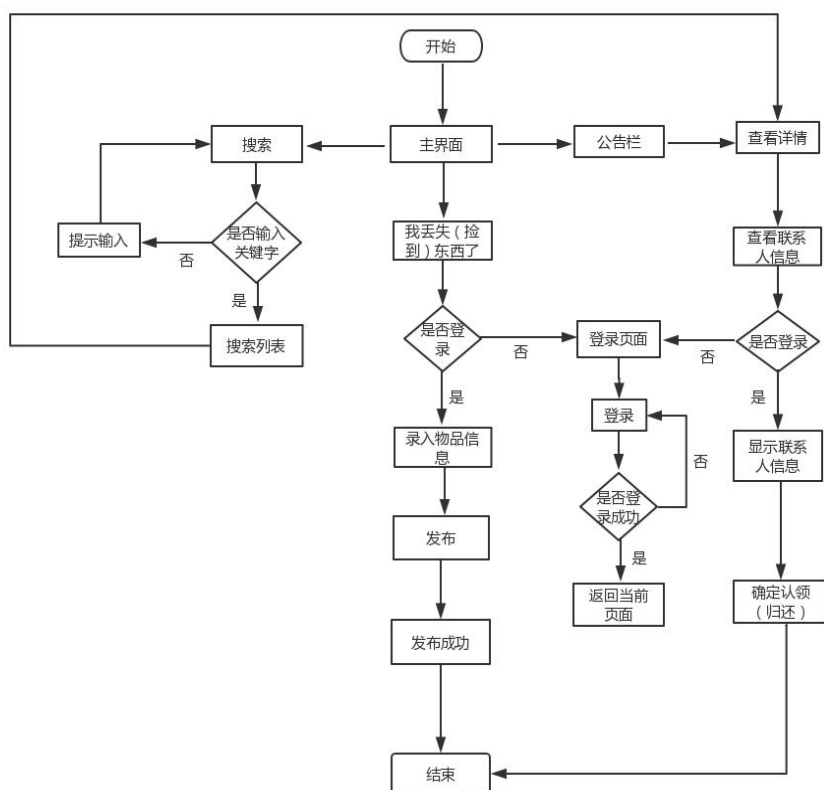 开始
搜索
主界面
公告栏
查看详情
提示输入
是否输入
关键字
否
是
搜索列表
我丢失（捡
到）东西了
查看联系
人信息
是否登
录
否
登录页面
否
是否登录
是
登录
是
录入物品信
息
否
显示联系
人信息
是否登
录成功
发布
是
返回当前
页面
确定认领
（归还）
发布成功
结束